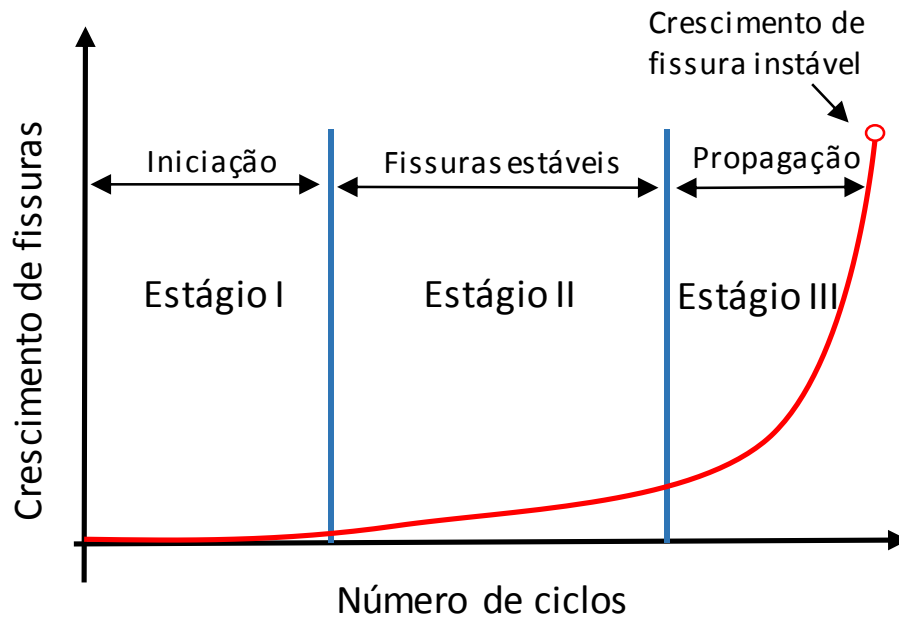 Crescimento de
fissura instável
Iniciação
Fissuras estáveis
Propagação
Estágio I
Estágio II
Estágio III
Crescimento de fissuras
Número de ciclos